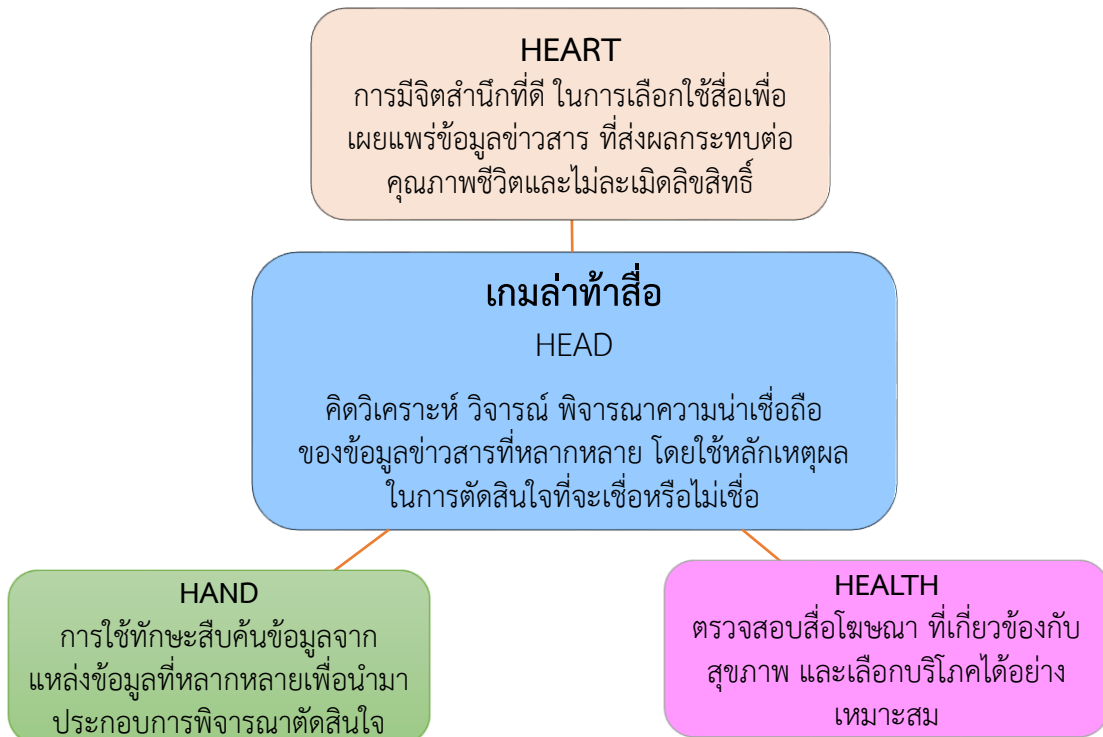 HEART
การมีจิตสำนึกที่ดี ในการเลือกใช้สื่อเพื่อ
เผยแพร่ข้อมูลข่าวสาร ที่ส่งผลกระทบต่อ
คุณภาพชีวิตและไม่ละเมิดลิขสิทธิ์
เกมล่าท้าสื่อ
HEAD
คิดวิเคราะห์ วิจารณ์ พิจารณาความน่าเชื่อถือ
ของข้อมูลข่าวสารที่หลากหลาย โดยใช้หลักเหตุผล
ในการตัดสินใจที่จะเชื่อหรือไม่เชื่อ
HAND
การใช้ทักษะสืบค้นข้อมูลจาก
แหล่งข้อมูลที่หลากหลายเพื่อนำมา
ประกอบการพิจารณาตัดสินใจ
HEALTH
ตรวจสอบสื่อโฆษณา ที่เกี่ยวข้องกับ
สุขภาพ และเลือกบริโภคได้อย่าง
เหมาะสม